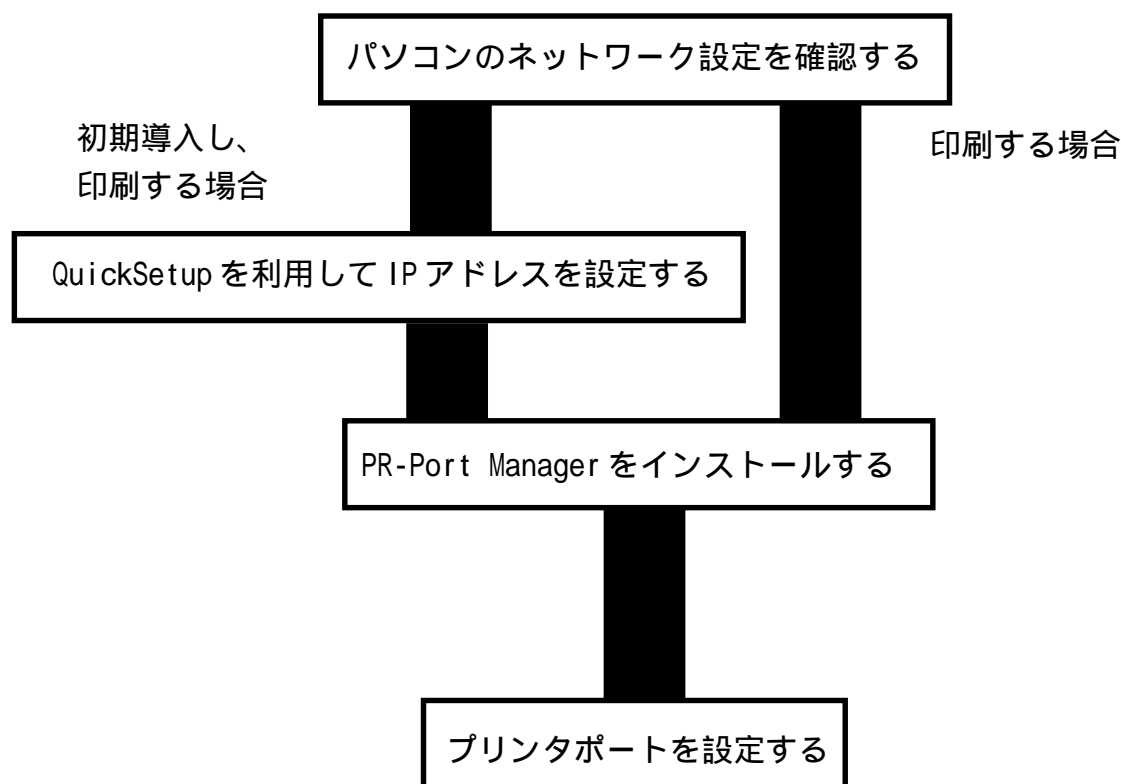 パソコンのネットワーク設定を確認する
初期導入し、
印刷する場合
印刷する場合
QuickSetupを利用してIPアドレスを設定する
PR-Port Managerをインストールする
プリンタポートを設定する